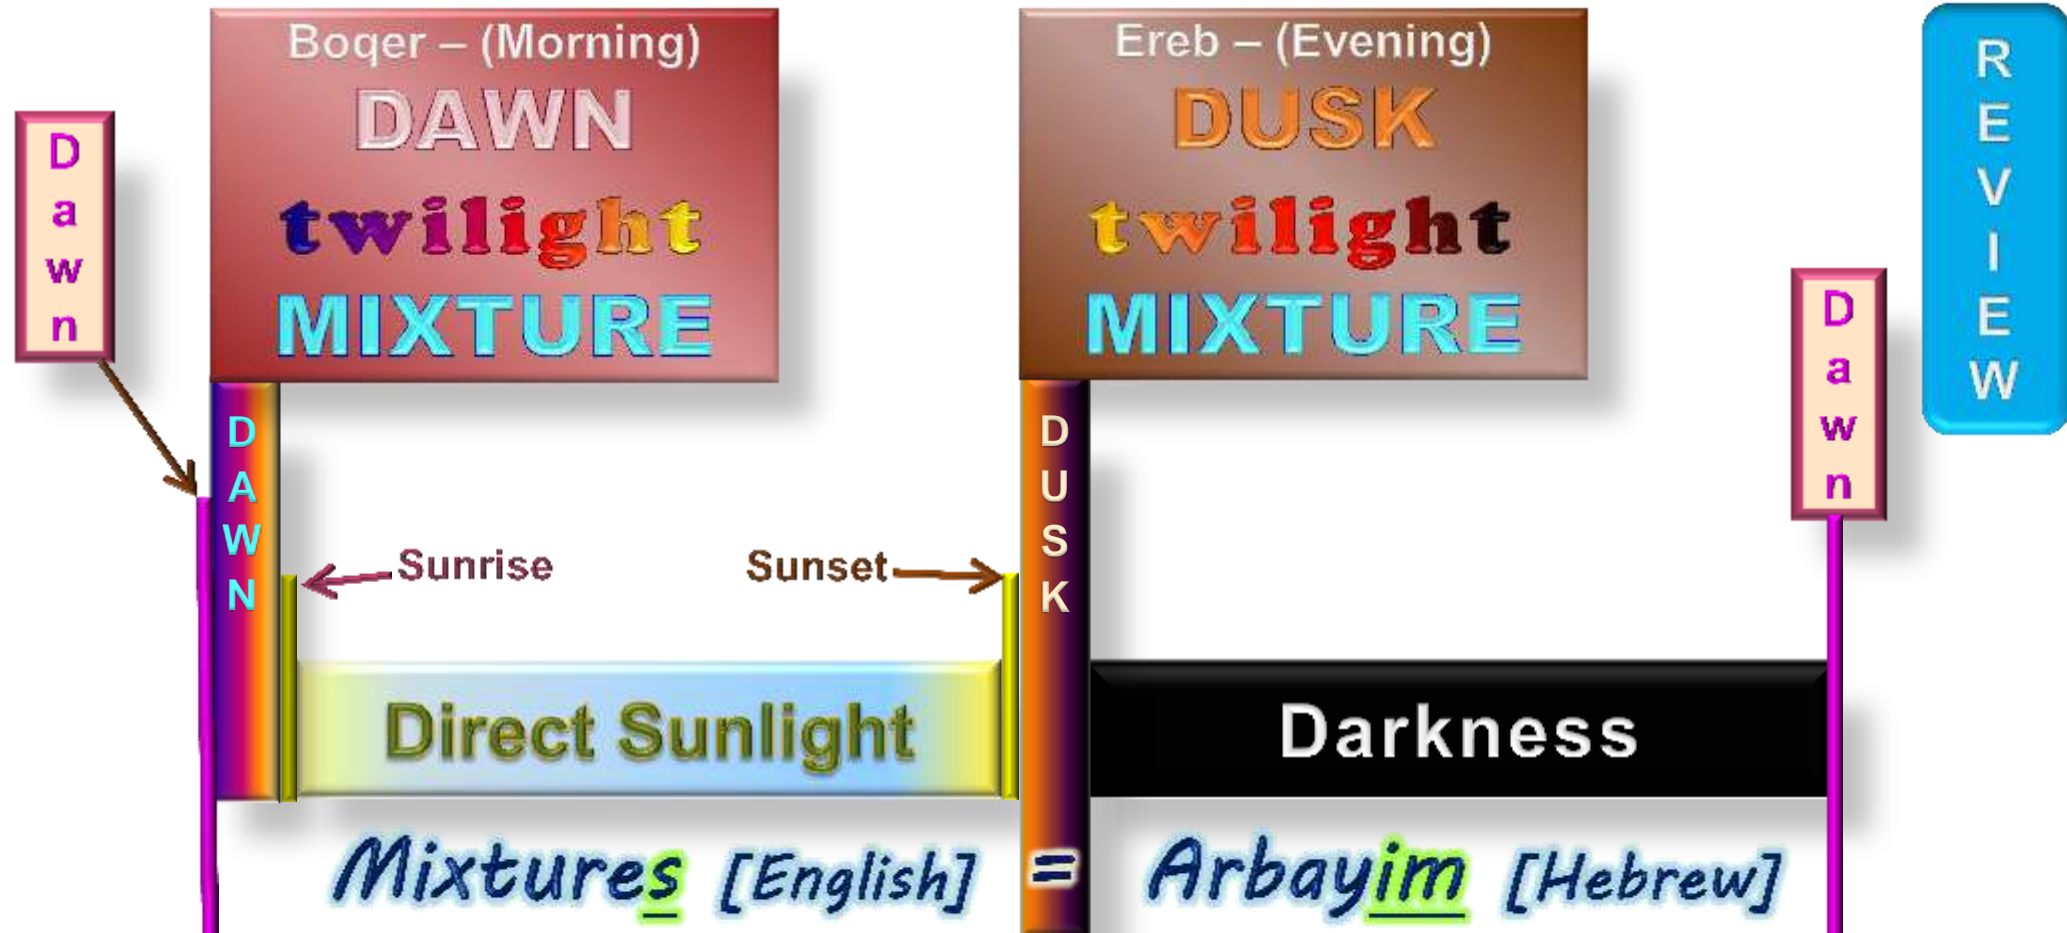 Boqer – (Morning)
DAWN
twilight
MIXTURE
Ereb – (Evening)
DUSK
twilight
MIXTURE
REVIEW
Dawn
Dawn
DAWN
DUSK
Sunrise
Sunset
Direct Sunlight
Darkness
Mixtures [English] = Arbayim [Hebrew]